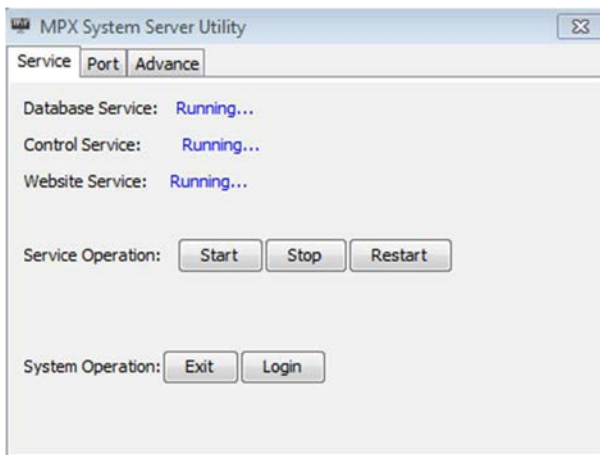 MPX System Server Utility
Service Port Advance
Database Service: Running...
Control Service: Running...
Website Service: Running...
Service Operation: Start Stop Restart
System Operation: Exit Login